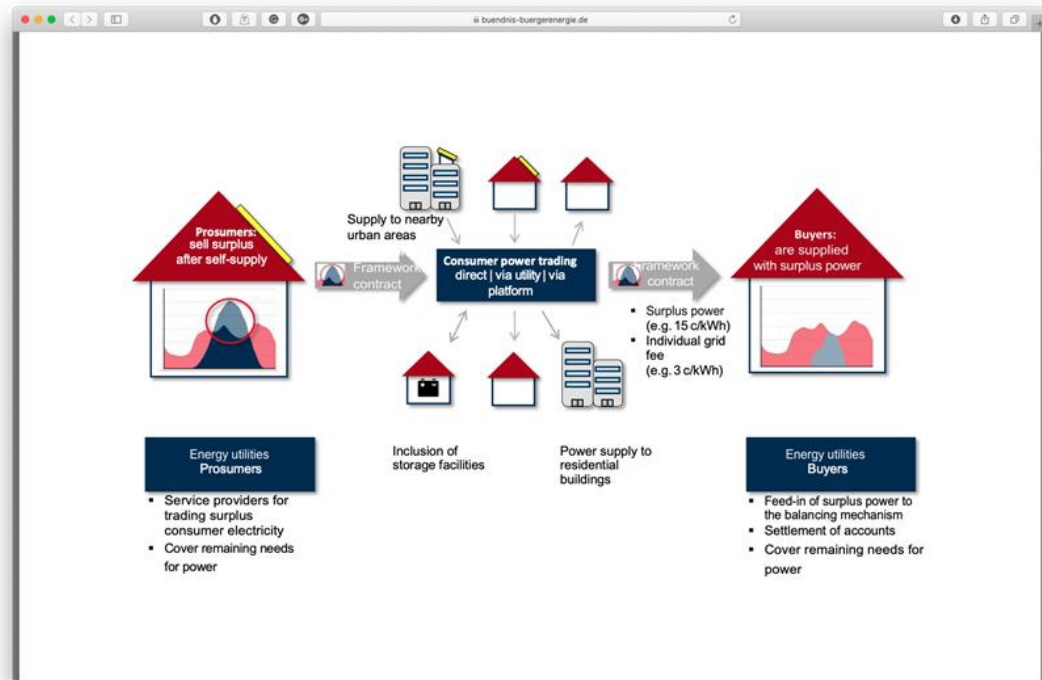 buendnis-buergerenergie.de
Supply to nearby
urban areas
Prosumers:
sell surplus
after self-supply
Framework
contract
Consumer power trading
direct | via utility | via
platform
Framework
contract
▪ Surplus power
(e.g. 15 c/kWh)
▪ Individual grid
fee
(e.g. 3 c/kWh)
Buyers:
are supplied
with surplus power
Inclusion of
storage facilities
Power supply to
residential
buildings
Energy utilities
Prosumers
▪ Service providers for
trading surplus
consumer electricity
▪ Cover remaining needs
for power
Energy utilities
Buyers
▪ Feed-in of surplus power to
the balancing mechanism
▪ Settlement of accounts
▪ Cover remaining needs for
power